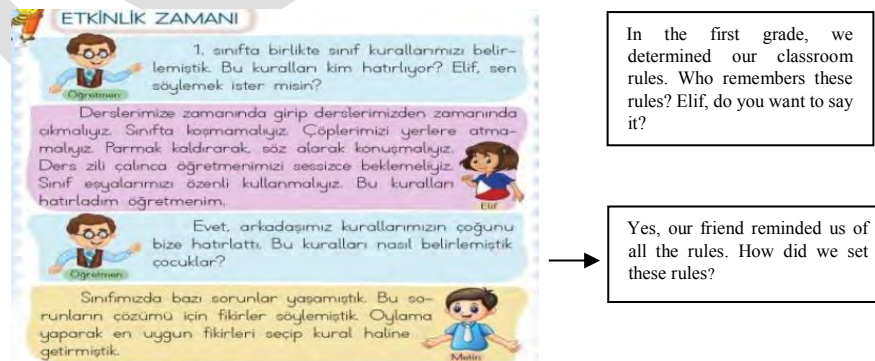 ETKİNLİK ZAMANI
1. sınıfta birlikte sınıf kurallarımızı belir-
lemiştik. Bu kuralları kim hatırlıyor? Elif, sen
söylemek ister misin?
Öğretmen
Derslerimize zamanında girip derslerimizden zamanında
çıkmalıyız. Sınıfta koşmamalıyız. Çöplerimizi yerlere atma-
malıyız. Parmak kaldırarak, söz alarak konuşmalıyız.
Ders zili çalınca öğretmenimizi sessizce beklemeliyiz.
Sınıf eşyalarımızı özenli kullanmalıyız. Bu kuralları
hatırladım öğretmenim.
Elif
Evet, arkadaşımız kurallarımızın çoğunu
bize hatırlattı. Bu kuralları nasıl belirlemiştik
çocuklar?
Öğretmen
Sınıfımızda bazı sorunlar yaşamıştık. Bu so-
runların çözümü için fikirler söylemiştik. Oylama
yaparak en uygun fikirleri seçip kural haline
getirmiştik.
Metin
In the first grade, we
determined our classroom
rules. Who remembers these
rules? Elif, do you want to say
it?
Yes, our friend reminded us of
all the rules. How did we set
these rules?